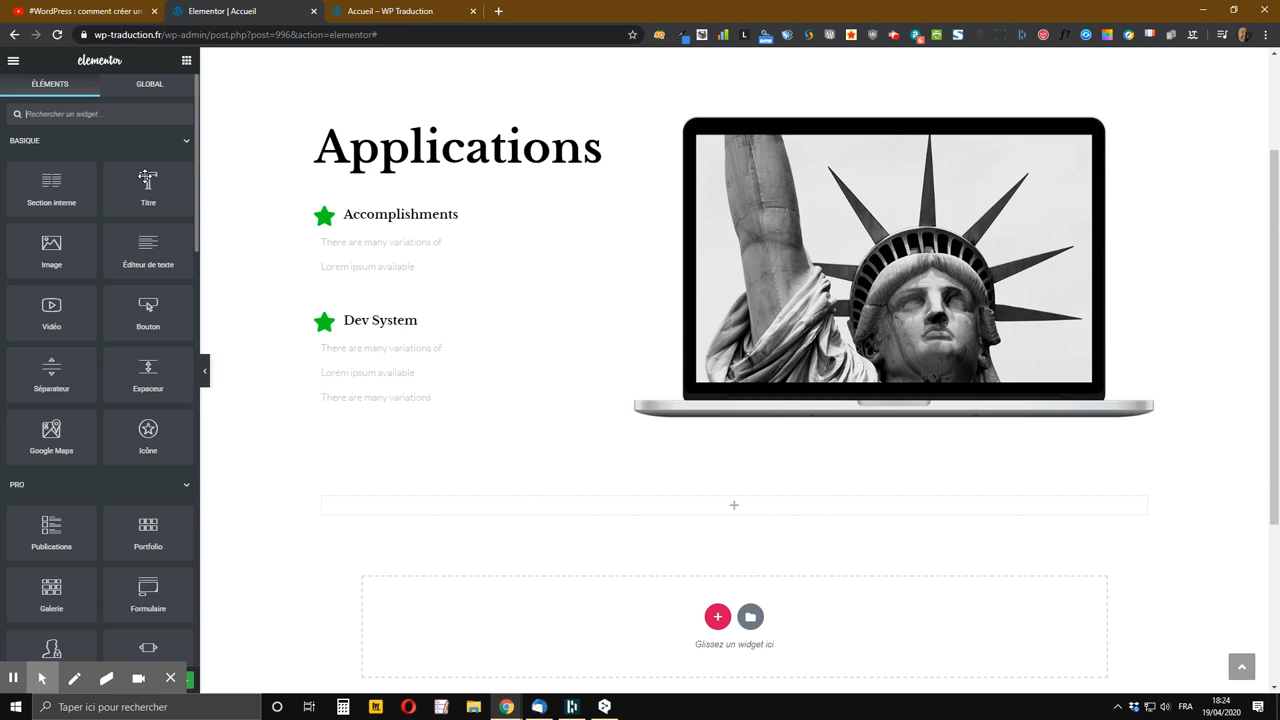 #WordPress : comment créer un
Elementor | Accueil
Accueil – WP Traduction
wp-traduction.fr/wp-admin/post.php?post=996&action=elementor#
new
elementor
ÉLÉMENTS
GLOBAL
Rechercher un widget...
BASIQUE
Section interne
Titre
Image
Éditeur de texte
Vidéo
Bouton
Séparateur
Espaceur
Google Maps
Icône
PRO
Publications
Portfolio
Galerie
Formulaire
Applications
Accomplishments
There are many variations of
Lorem ipsum available
Dev System
There are many variations of
Lorem ipsum available
There are many variations
Glissez un widget ici
Taper ici pour rechercher
FRA
18:24
19/04/2020